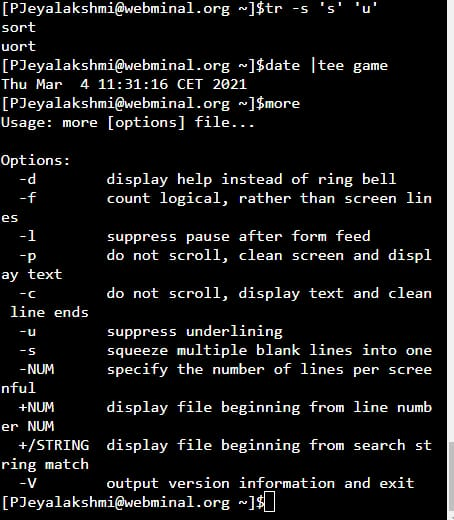 [PJeyalakshmi@webminal.org ~]$tr -s 's' 'u'
sort
uort
[PJeyalakshmi@webminal.org ~]$date |tee game
Thu Mar  4 11:31:16 CET 2021
[PJeyalakshmi@webminal.org ~]$more
Usage: more [options] file...

Options:
  -d        display help instead of ring bell
  -f        count logical, rather than screen lin
es
  -l        suppress pause after form feed
  -p        do not scroll, clean screen and displ
ay text
  -c        do not scroll, display text and clean
 line ends
  -u        suppress underlining
  -s        squeeze multiple blank lines into one
  -NUM      specify the number of lines per scree
nful
  +NUM      display file beginning from line numb
er NUM
  +/STRING  display file beginning from search st
ring match
  -V        output version information and exit
[PJeyalakshmi@webminal.org ~]$